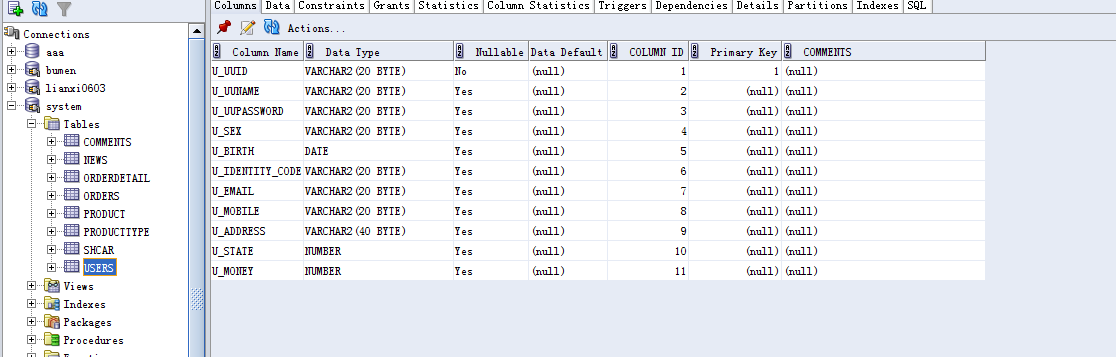 Columns Data Constraints Grants Statistics Column Statistics Triggers Dependencies Details Partitions Indexes SQL
Actions...
Connections
aaa
bumen
lianxi0603
system
Tables
COMMENTS
NEWS
ORDERDETAIL
ORDERS
PRODUCT
PRODUCTTYPE
SHCAR
USERS
Views
Indexes
Packages
Procedures
Column Name Data Type Nullable Data Default COLUMN ID Primary Key COMMENTS
U_UUID VARCHAR2(20 BYTE) No (null) 1 1 (null)
U_UUNAME VARCHAR2(20 BYTE) Yes (null) 2 (null) (null)
U_UUPASSWORD VARCHAR2(20 BYTE) Yes (null) 3 (null) (null)
U_SEX VARCHAR2(20 BYTE) Yes (null) 4 (null) (null)
U_BIRTH DATE Yes (null) 5 (null) (null)
U_IDENTITY_CODE VARCHAR2(20 BYTE) Yes (null) 6 (null) (null)
U_EMAIL VARCHAR2(20 BYTE) Yes (null) 7 (null) (null)
U_MOBILE VARCHAR2(20 BYTE) Yes (null) 8 (null) (null)
U_ADDRESS VARCHAR2(40 BYTE) Yes (null) 9 (null) (null)
U_STATE NUMBER Yes (null) 10 (null) (null)
U_MONEY NUMBER Yes (null) 11 (null) (null)